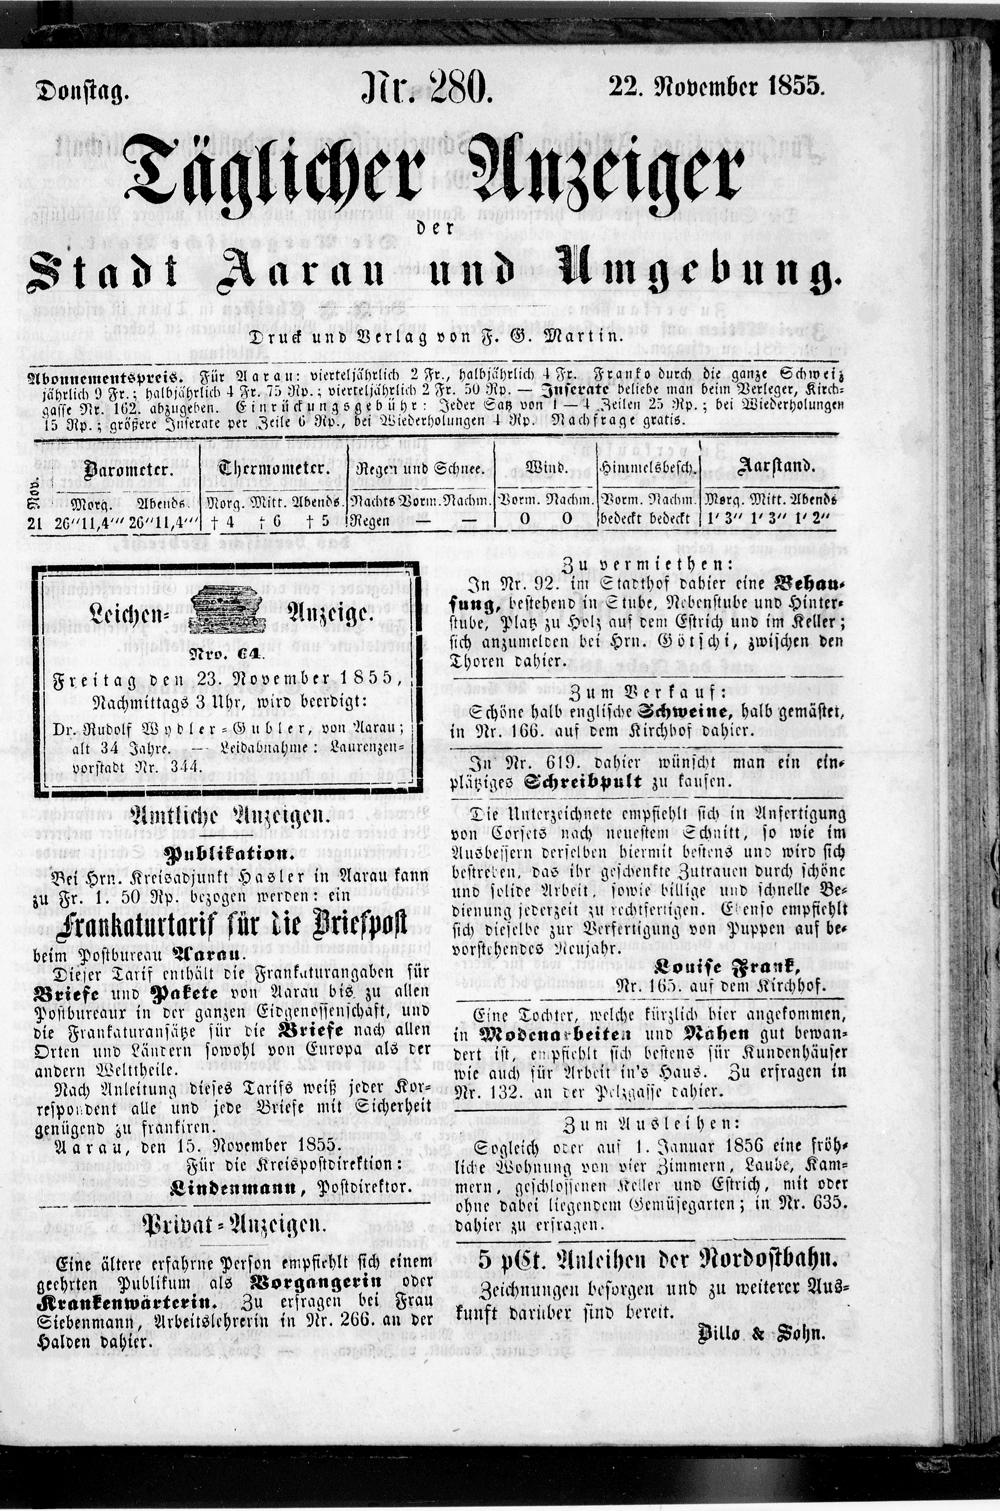 Donstag.
Nr. 280.
22. November 1855.
Täglicher Anzeiger
der
Stadt Aarau und Umgebung.
Druck und Verlag von F. G. Martin.
Abonnementspreis. Für Aarau: vierteljährlich 2 Fr., halbjährlich 4 Fr. Franko durch die ganze Schweiz
jährlich 9 Fr.; halbjährlich 4 Fr. 75 Rp.; vierteljährlich 2 Fr. 50 Rp. — Inserate beliebe man beim Verleger, Kirch-
gasse Nr. 162. abzugeben. Einrückungsgebühr: Jeder Satz von 1—4 Zeilen 25 Rp.; bei Wiederholungen
15 Rp.; größere Inserate per Zeile 6 Rp., bei Wiederholungen 4 Rp. Nachfrage gratis.
Nov. Barometer. Thermometer. Regen und Schnee. Wind. Himmelsbesch. Aarstand.
Morg. Abends. Morg. Mitt. Abends. Nachts Vorm. Nachm. Vorm. Nachm. Vorm. Nachm. Morg. Mitt. Abends
21 26"11,4"' 26"11,4"' † 4 † 6 † 5 Regen — — O O bedeckt bedeckt 1' 3" 1' 3" 1' 2"
Leichen- Anzeige.
Nro. 64.
Freitag den 23. November 1855,
Nachmittags 3 Uhr, wird beerdigt:
Dr. Rudolf Wydler-Gubler, von Aarau;
alt 34 Jahre. — Leidabnahme: Laurenzen-
vorstadt Nr. 344.
Amtliche Anzeigen.
Publikation.
Bei Hrn. Kreisadjunkt Hasler in Aarau kann
zu Fr. 1. 50 Rp. bezogen werden: ein
Frankaturtarif für die Briefpost
beim Postbureau Aarau.
Dieser Tarif enthält die Frankaturangaben für
Briefe und Pakete von Aarau bis zu allen
Postbureaux in der ganzen Eidgenossenschaft, und
die Frankaturansätze für die Briefe nach allen
Orten und Ländern sowohl von Europa als der
andern Welttheile.
Nach Anleitung dieses Tarifs weiß jeder Kor-
respondent alle und jede Briefe mit Sicherheit
genügend zu frankiren.
Aarau, den 15. November 1855.
Für die Kreispostdirektion:
Lindenmann, Postdirektor.
Privat-Anzeigen.
Eine ältere erfahrne Person empfiehlt sich einem
geehrten Publikum als Vorgangerin oder
Krankenwärterin. Zu erfragen bei Frau
Siebenmann, Arbeitslehrerin in Nr. 266. an der
Halden dahier.
Zu vermiethen:
In Nr. 92. im Stadthof dahier eine Behau-
sung, bestehend in Stube, Nebenstube und Hinter-
stube, Platz zu Holz auf dem Estrich und im Keller;
sich anzumelden bei Hrn. Götschi, zwischen den
Thoren dahier.
Zum Verkauf:
Schöne halb englische Schweine, halb gemästet,
in Nr. 166. auf dem Kirchhof dahier.
In Nr. 619. dahier wünscht man ein ein-
plätziges Schreibpult zu kaufen.
Die Unterzeichnete empfiehlt sich in Anfertigung
von Corsets nach neuestem Schnitt, so wie im
Ausbessern derselben hiermit bestens und wird sich
bestreben, das ihr geschenkte Zutrauen durch schöne
und solide Arbeit, sowie billige und schnelle Be-
dienung jederzeit zu rechtfertigen. Ebenso empfiehlt
sich dieselbe zur Verfertigung von Puppen auf be-
vorstehendes Neujahr.
Louise Frank,
Nr. 165. auf dem Kirchhof.
Eine Tochter, welche kürzlich hier angekommen,
in Modenarbeiten und Nähen gut bewan-
dert ist, empfiehlt sich bestens für Kundenhäuser
wie auch für Arbeit in's Haus. Zu erfragen in
Nr. 132. an der Pelzgasse dahier.
Zum Ausleihen:
Sogleich oder auf 1. Januar 1856 eine fröh-
liche Wohnung von vier Zimmern, Laube, Kam-
mern, geschlossenen Keller und Estrich, mit oder
ohne dabei liegendem Gemüsegarten; in Nr. 635.
dahier zu erfragen.
5 pCt. Anleihen der Nordostbahn.
Zeichnungen besorgen und zu weiterer Aus-
kunft darüber sind bereit.
Billo & Sohn.